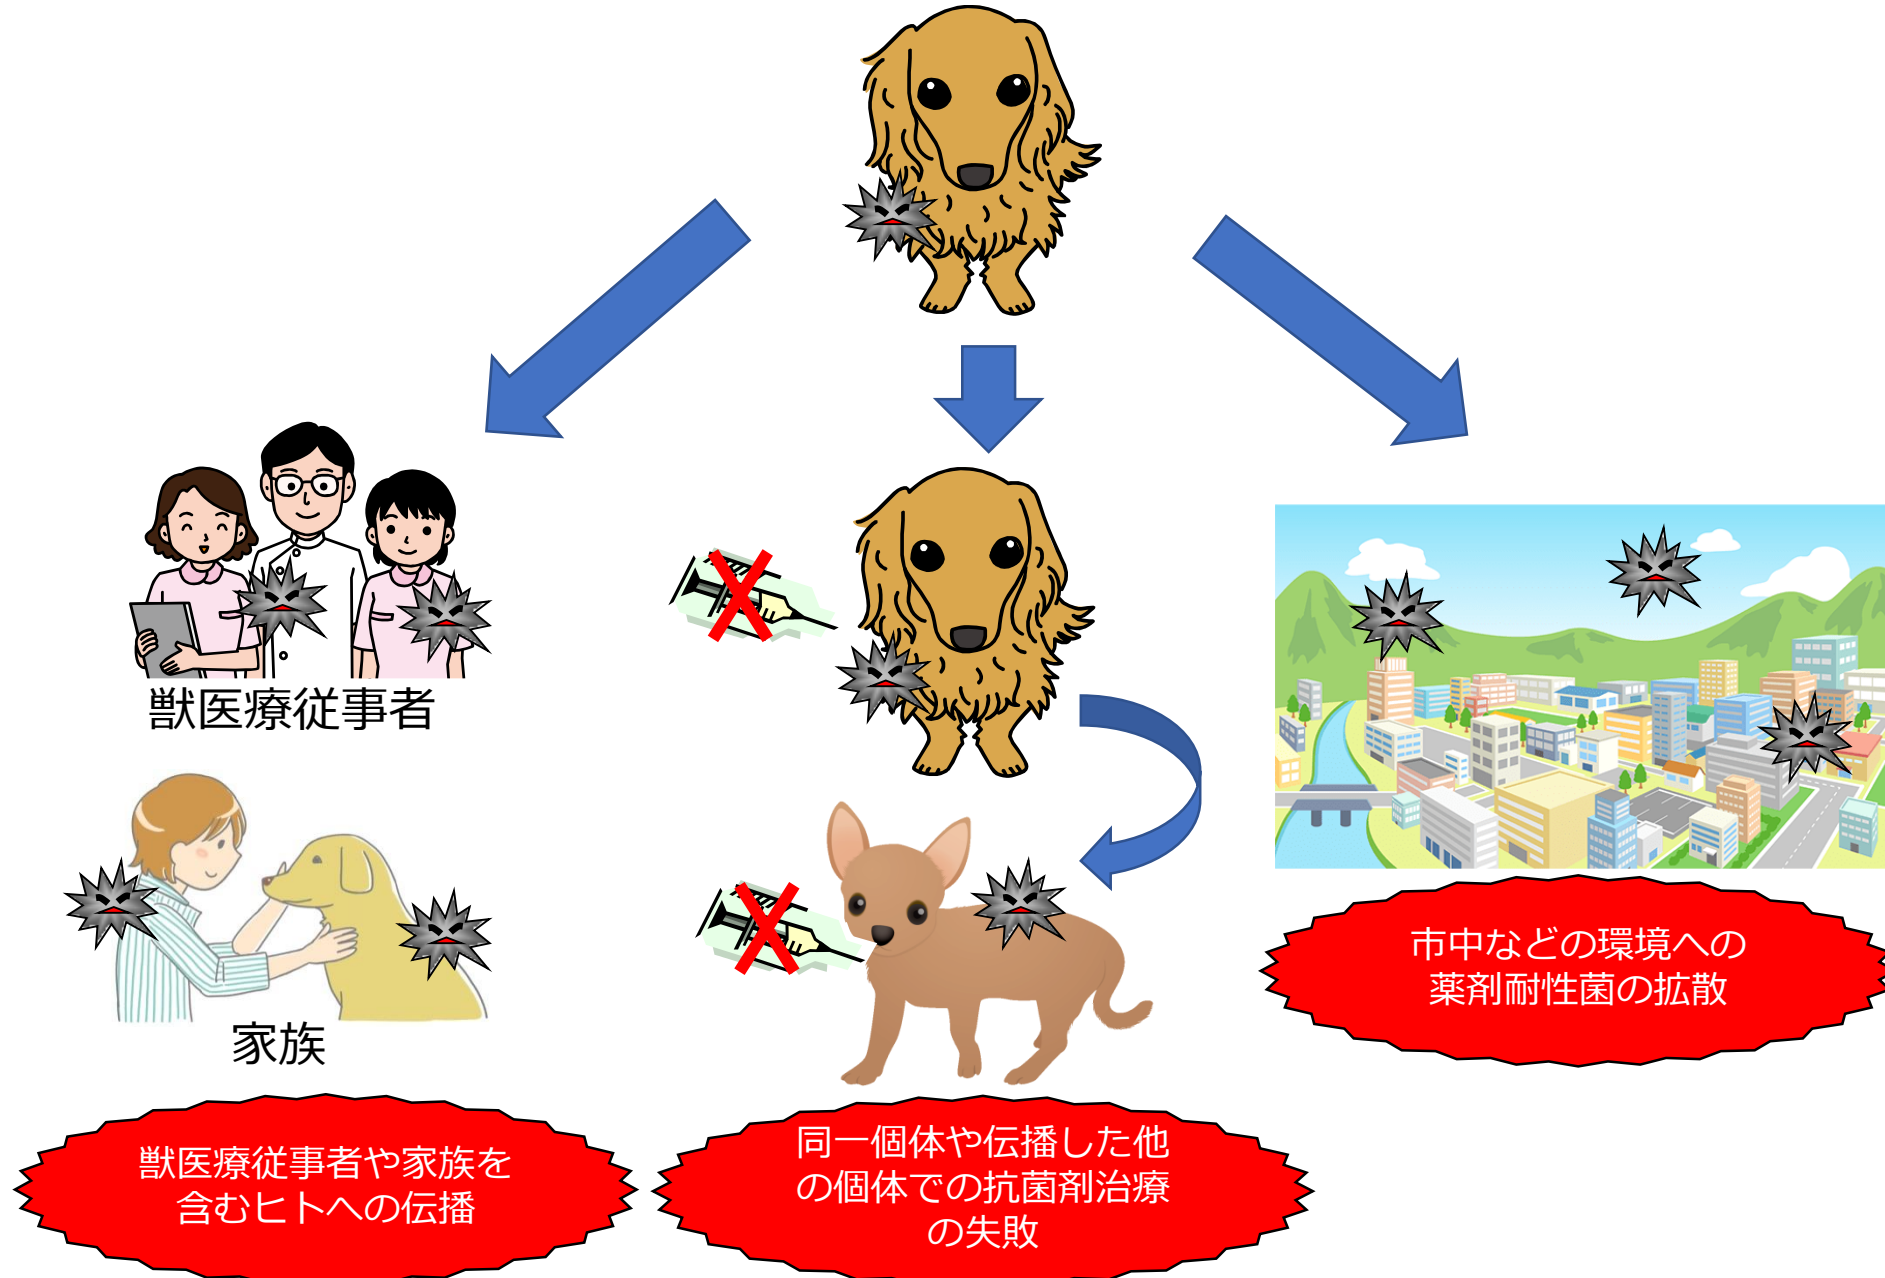 獣医療従事者
家族
獣医療従事者や家族を
含むヒトへの伝播
同一個体や伝播した他
の個体での抗菌剤治療
の失敗
市中などの環境への
薬剤耐性菌の拡散